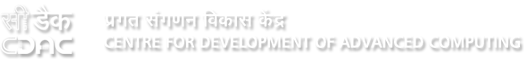 सी डैक प्रगत संगणन विकास केंद्र
CDAC CENTRE FOR DEVELOPMENT OF ADVANCED COMPUTING